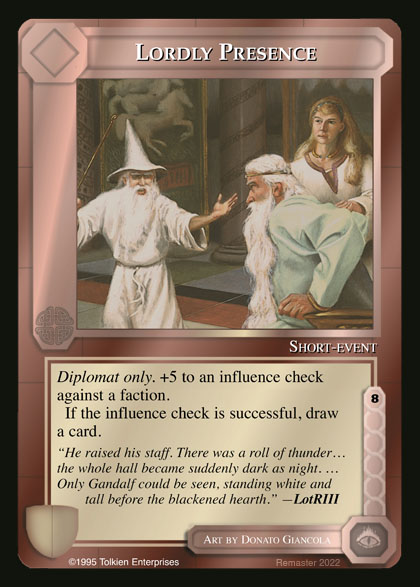 Lordly Presence
Short-event
Diplomat only. +5 to an influence check
against a faction.
If the influence check is successful, draw
a card.
8
“He raised his staff. There was a roll of thunder…
the whole hall became suddenly dark as night. …
Only Gandalf could be seen, standing white and
tall before the blackened hearth.” —LotRIII
Art by Donato Giancola
©1995 Tolkien Enterprises
Remaster 2022